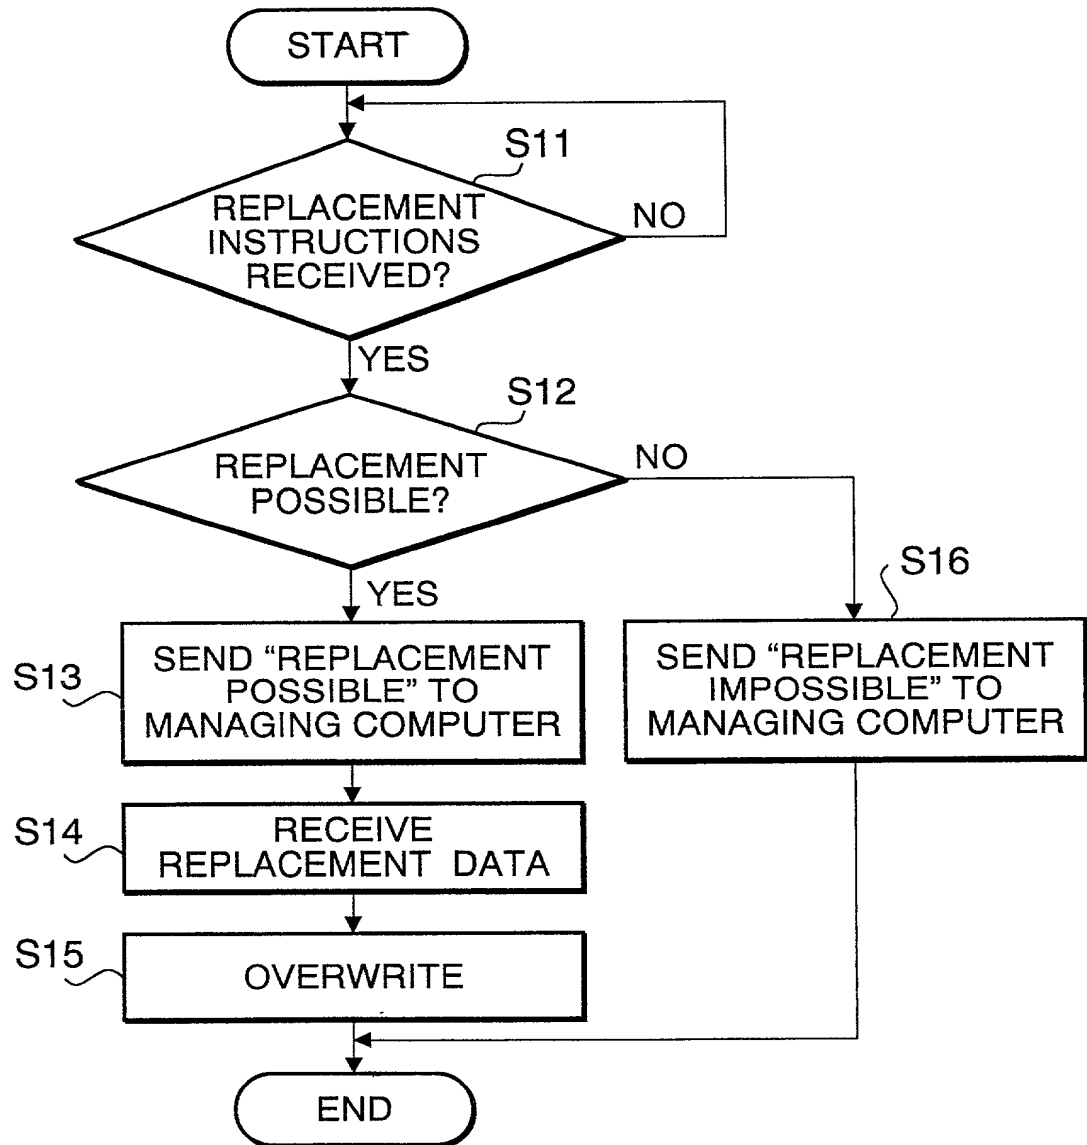 START
S11
REPLACEMENT
INSTRUCTIONS
RECEIVED?
NO
YES
S12
REPLACEMENT
POSSIBLE?
NO
YES
S16
S13
SEND “REPLACEMENT
POSSIBLE” TO
MANAGING COMPUTER
SEND “REPLACEMENT
IMPOSSIBLE” TO
MANAGING COMPUTER
S14
RECEIVE
REPLACEMENT DATA
S15
OVERWRITE
END